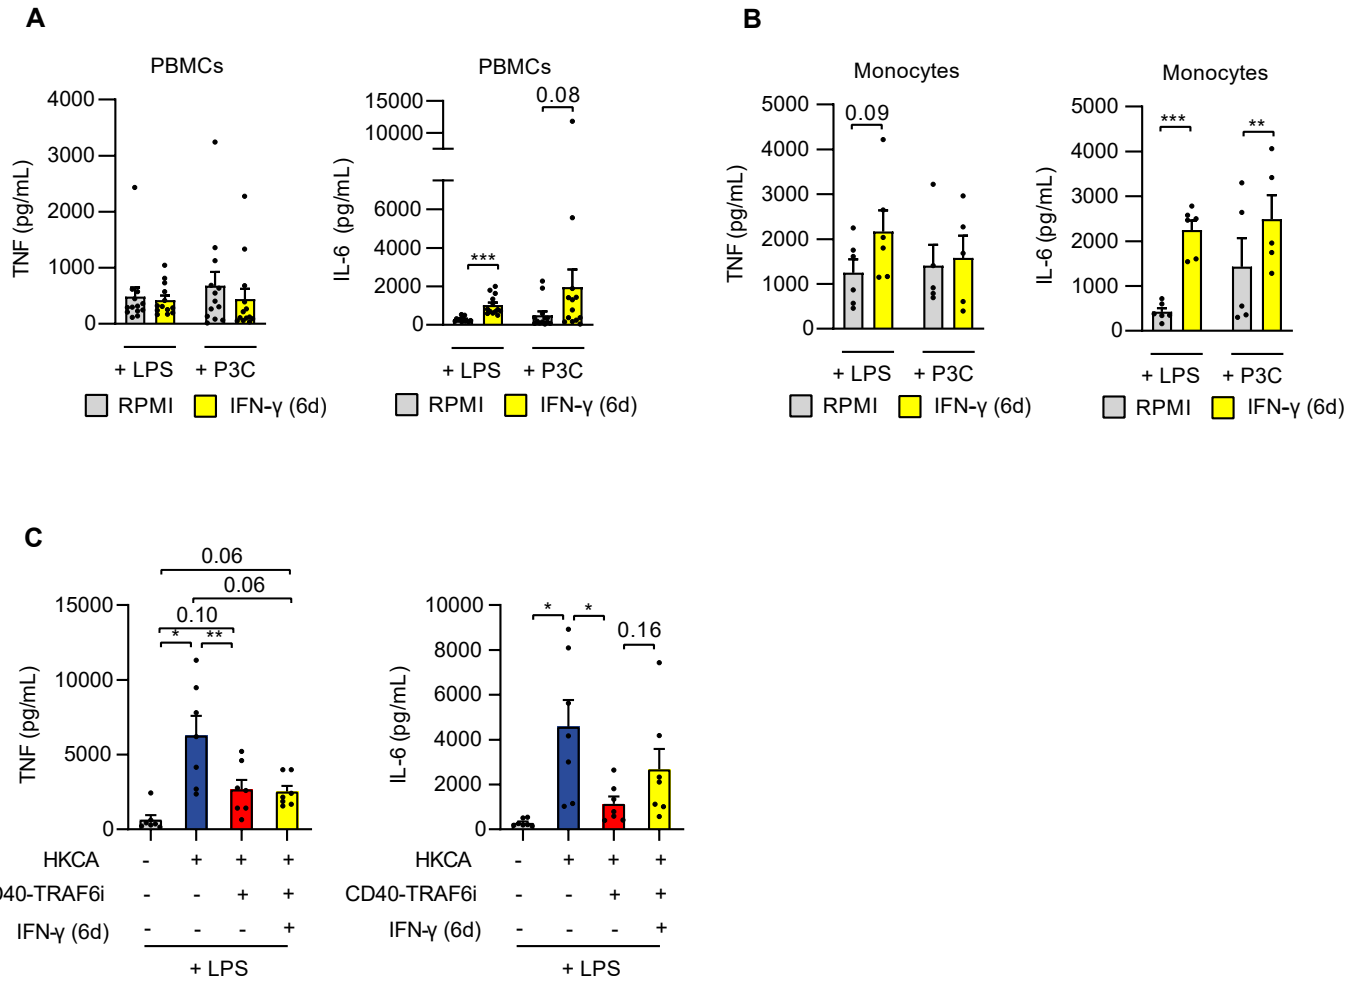 A
B
PBMCs
PBMCs
Monocytes
Monocytes
TNF (pg/mL)
4000
3000
2000
1000
0
+ LPS
+ P3C
RPMI
IFN-γ (6d)
IL-6 (pg/mL)
15000
10000
6000
4000
2000
0
***
0.08
+ LPS
+ P3C
RPMI
IFN-γ (6d)
TNF (pg/mL)
5000
4000
3000
2000
1000
0
0.09
+ LPS
+ P3C
RPMI
IFN-γ (6d)
IL-6 (pg/mL)
5000
4000
3000
2000
1000
0
***
**
+ LPS
+ P3C
RPMI
IFN-γ (6d)
C
0.06
0.06
0.10
* **
TNF (pg/mL)
15000
10000
5000
0
HKCA - + + +
D40-TRAF6i - - + +
IFN-γ (6d) - - - +
+ LPS
IL-6 (pg/mL)
10000
8000
6000
4000
2000
0
* *
0.16
HKCA - + + +
CD40-TRAF6i - - + +
IFN-γ (6d) - - - +
+ LPS